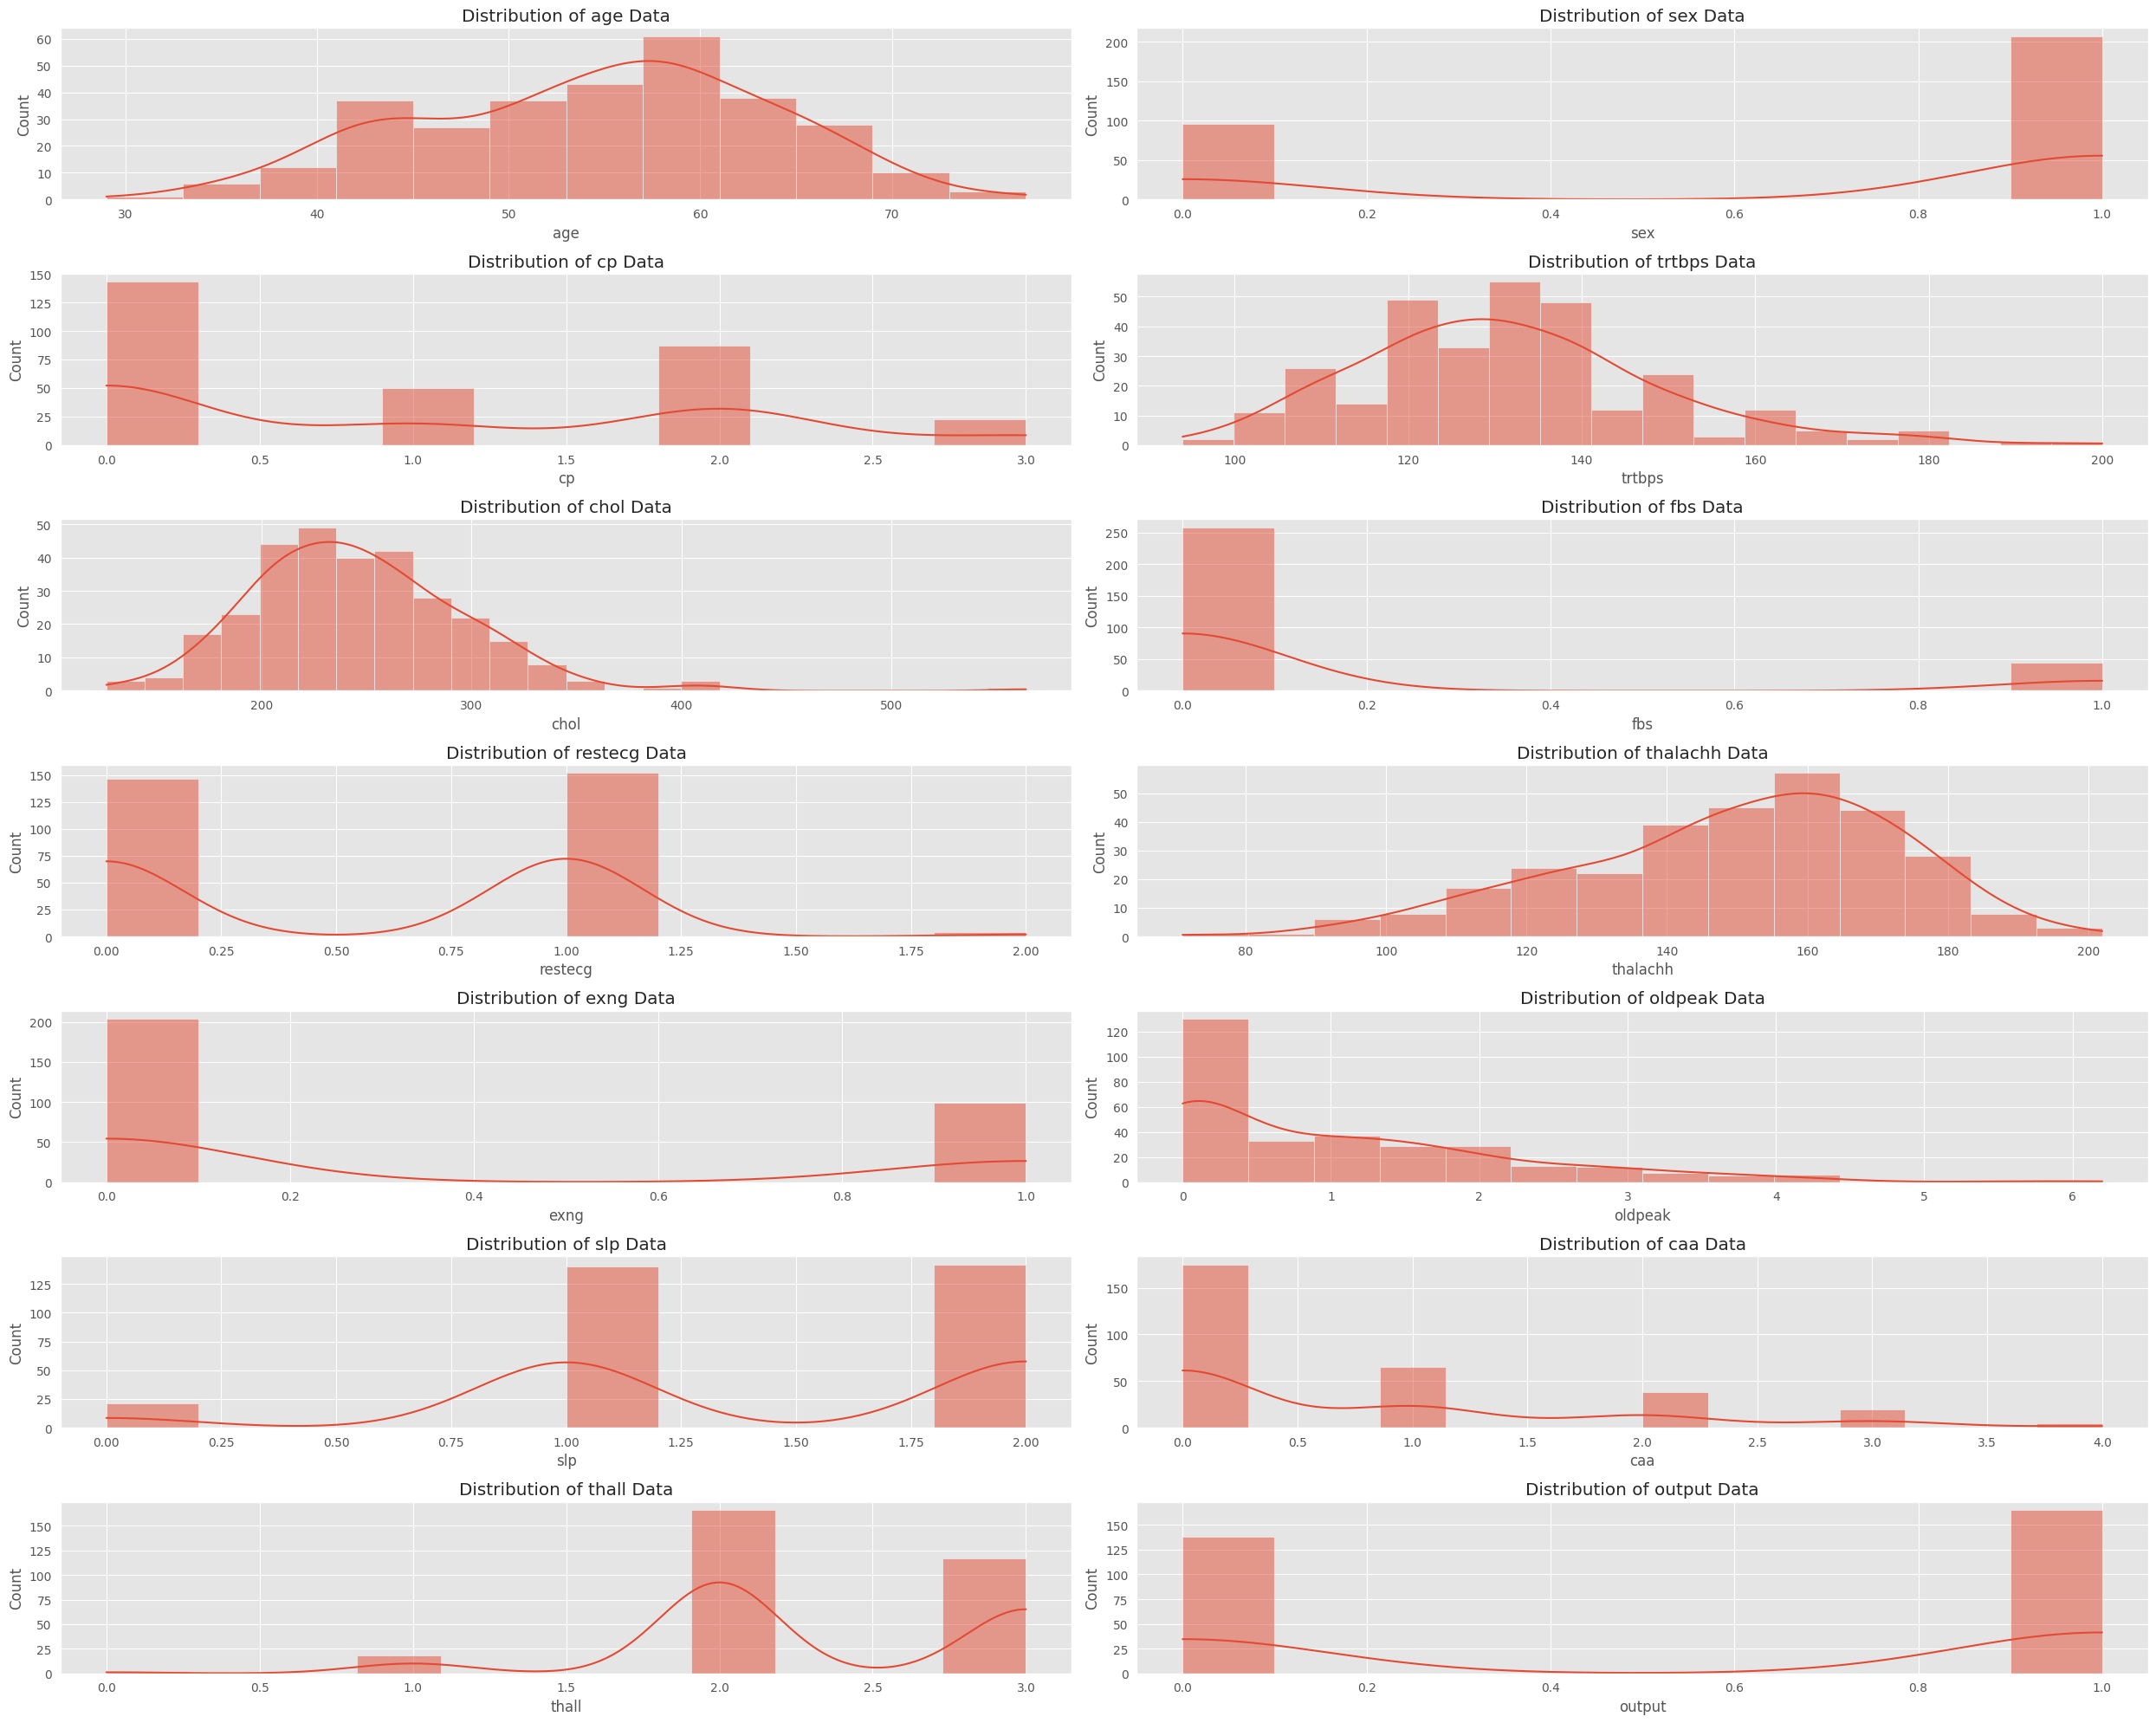 Distribution of age Data
Count
60
50
40
30
20
10
0
30 40 50 60 70
age
Distribution of sex Data
Count
200
150
100
50
0
0.0 0.2 0.4 0.6 0.8 1.0
sex
Distribution of cp Data
Count
150
125
100
75
50
25
0
0.0 0.5 1.0 1.5 2.0 2.5 3.0
cp
Distribution of trtbps Data
Count
50
40
30
20
10
0
100 120 140 160 180 200
trtbps
Distribution of chol Data
Count
50
40
30
20
10
0
200 300 400 500
chol
Distribution of fbs Data
Count
250
200
150
100
50
0
0.0 0.2 0.4 0.6 0.8 1.0
fbs
Distribution of restecg Data
Count
150
125
100
75
50
25
0
0.00 0.25 0.50 0.75 1.00 1.25 1.50 1.75 2.00
restecg
Distribution of thalachh Data
Count
50
40
30
20
10
0
80 100 120 140 160 180 200
thalachh
Distribution of exng Data
Count
200
150
100
50
0
0.0 0.2 0.4 0.6 0.8 1.0
exng
Distribution of oldpeak Data
Count
120
100
80
60
40
20
0
0 1 2 3 4 5 6
oldpeak
Distribution of slp Data
Count
125
100
75
50
25
0
0.00 0.25 0.50 0.75 1.00 1.25 1.50 1.75 2.00
slp
Distribution of caa Data
Count
150
100
50
0
0.0 0.5 1.0 1.5 2.0 2.5 3.0 3.5 4.0
caa
Distribution of thall Data
Count
150
125
100
75
50
25
0
0.0 0.5 1.0 1.5 2.0 2.5 3.0
thall
Distribution of output Data
Count
150
125
100
75
50
25
0
0.0 0.2 0.4 0.6 0.8 1.0
output